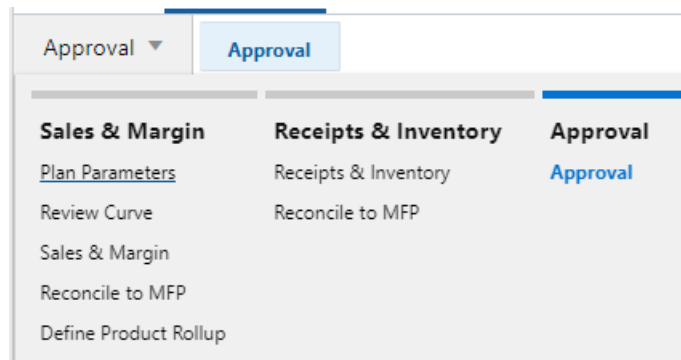 Approval Approval
Sales & Margin Receipts & Inventory Approval
Plan Parameters Receipts & Inventory Approval
Review Curve Reconcile to MFP
Sales & Margin
Reconcile to MFP
Define Product Rollup